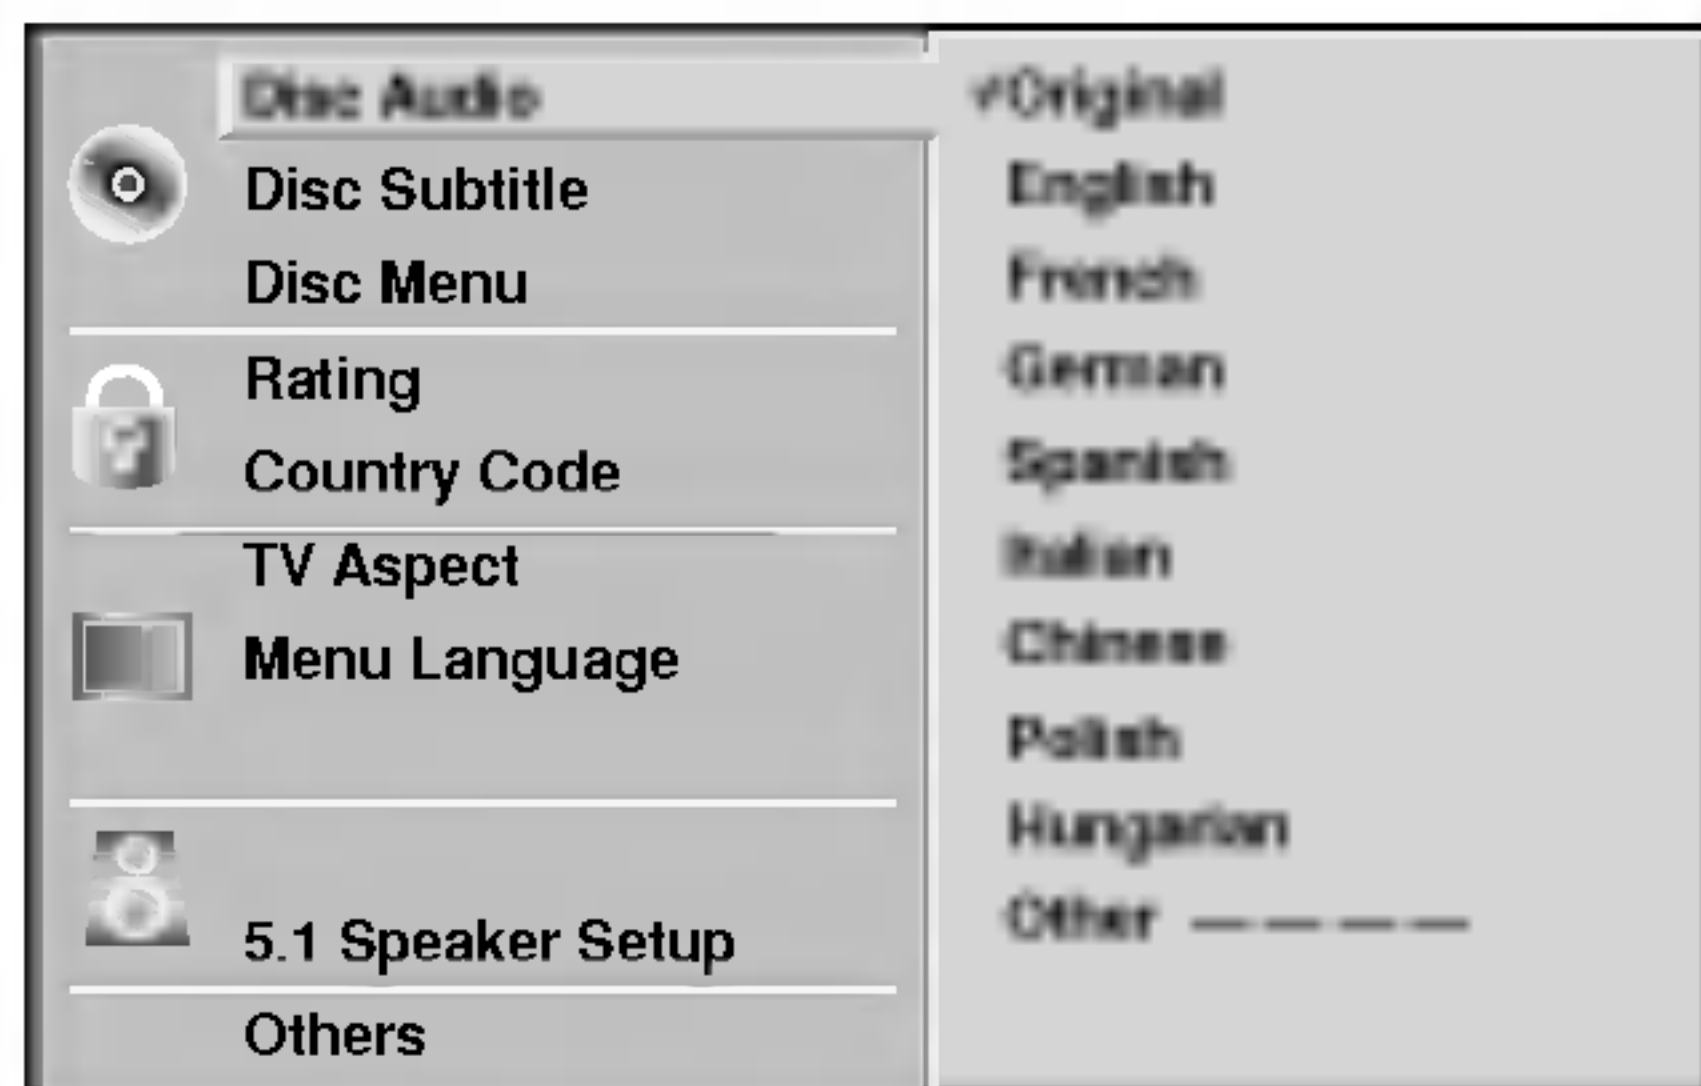 Disc Audio
Disc Subtitle
Disc Menu
Rating
Country Code
TV Aspect
Menu Language
5.1 Speaker Setup
Others
✓Original
English
French
German
Spanish
Italian
Chinese
Polish
Hungarian
Other — — — —